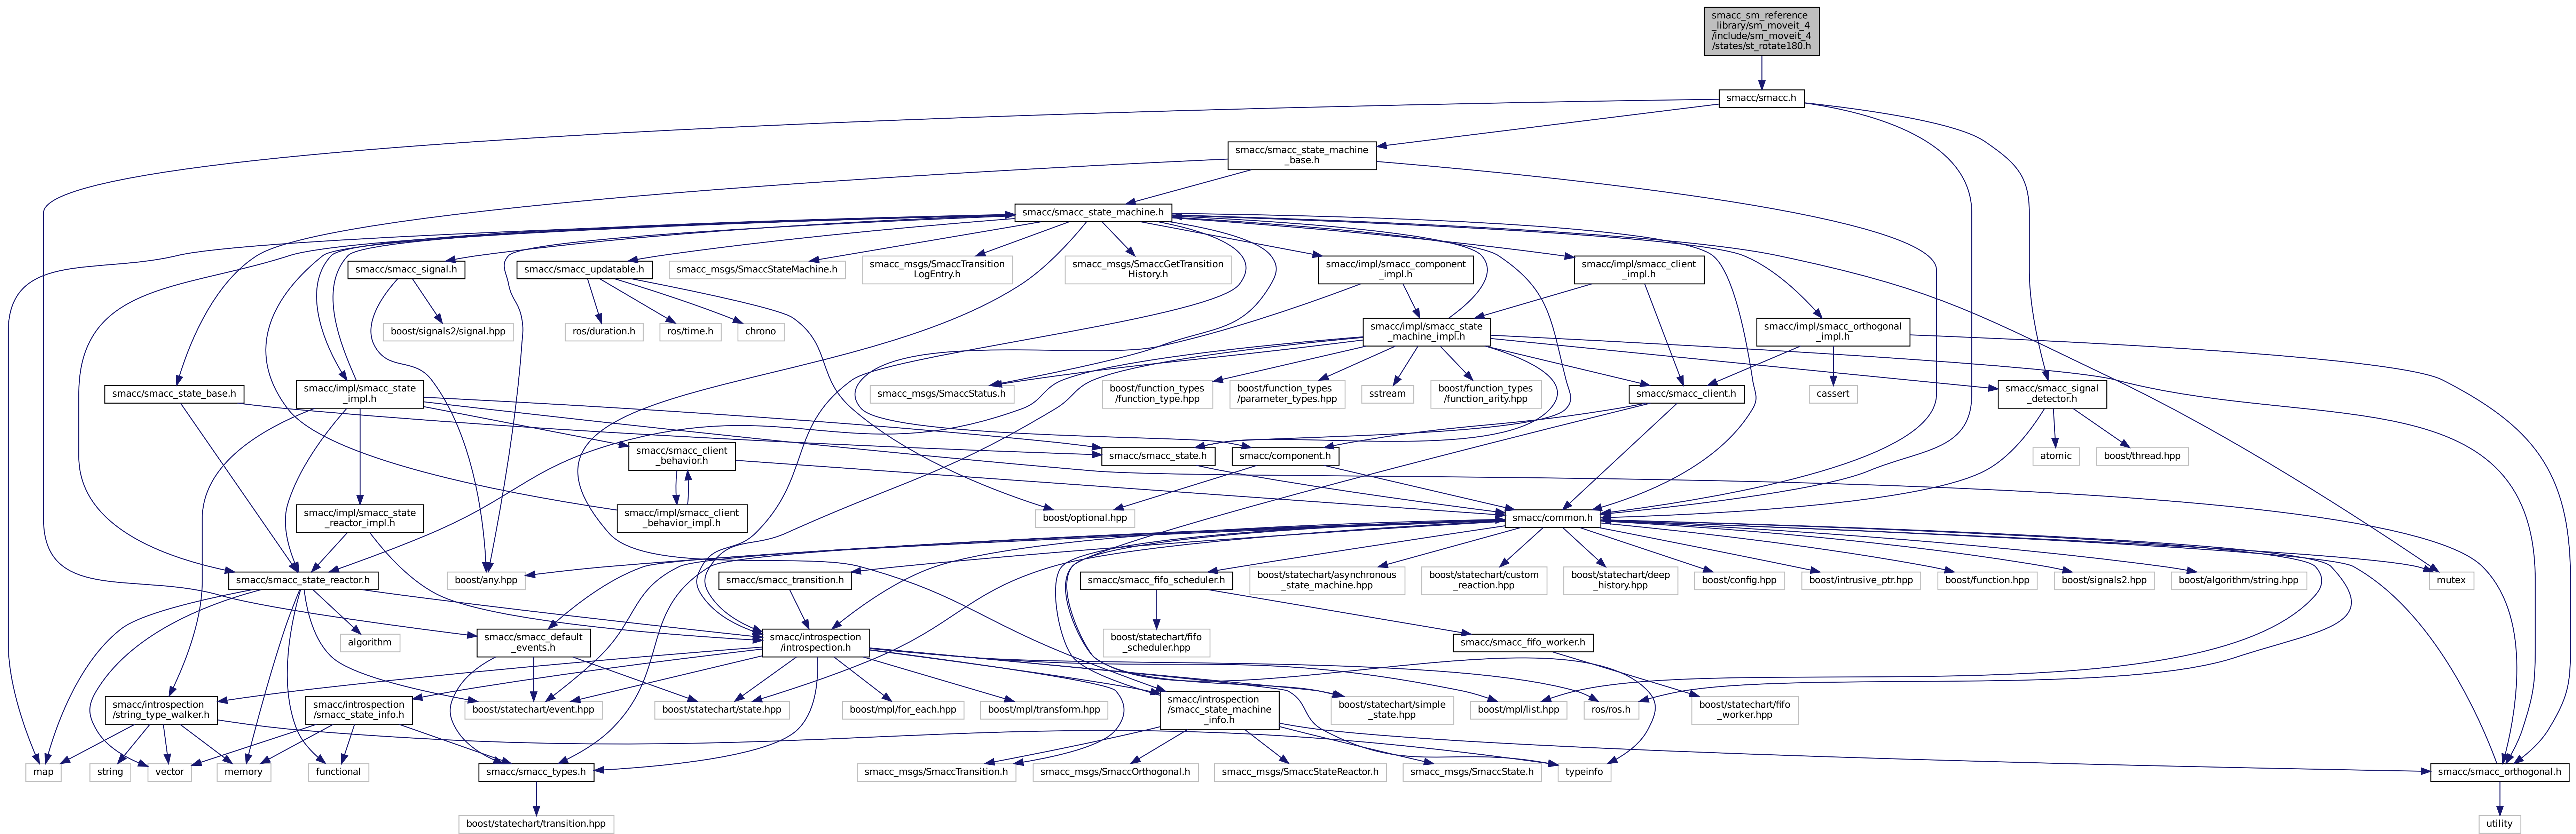 smacc_sm_reference
_library/sm_moveit_4
/include/sm_moveit_4
/states/st_rotate180.h
smacc/smacc.h
smacc/smacc_state_machine
_base.h
smacc/smacc_state_machine.h
smacc/smacc_signal.h
smacc/smacc_updatable.h
smacc_msgs/SmaccStateMachine.h
smacc_msgs/SmaccTransition
LogEntry.h
smacc_msgs/SmaccGetTransition
History.h
smacc/impl/smacc_component
_impl.h
smacc/impl/smacc_client
_impl.h
boost/signals2/signal.hpp
ros/duration.h
ros/time.h
chrono
smacc/impl/smacc_state
_machine_impl.h
smacc/impl/smacc_orthogonal
_impl.h
smacc/smacc_state_base.h
smacc/impl/smacc_state
_impl.h
smacc_msgs/SmaccStatus.h
boost/function_types
/function_type.hpp
boost/function_types
/parameter_types.hpp
sstream
boost/function_types
/function_arity.hpp
smacc/smacc_client.h
cassert
smacc/smacc_signal
_detector.h
smacc/smacc_client
_behavior.h
smacc/smacc_state.h
smacc/component.h
atomic
boost/thread.hpp
smacc/impl/smacc_state
_reactor_impl.h
smacc/impl/smacc_client
_behavior_impl.h
boost/optional.hpp
smacc/common.h
smacc/smacc_state_reactor.h
boost/any.hpp
smacc/smacc_transition.h
smacc/smacc_fifo_scheduler.h
boost/statechart/asynchronous
_state_machine.hpp
boost/statechart/custom
_reaction.hpp
boost/statechart/deep
_history.hpp
boost/config.hpp
boost/intrusive_ptr.hpp
boost/function.hpp
boost/signals2.hpp
boost/algorithm/string.hpp
mutex
algorithm
smacc/smacc_default
_events.h
smacc/introspection
/introspection.h
boost/statechart/fifo
_scheduler.hpp
smacc/smacc_fifo_worker.h
smacc/introspection
/string_type_walker.h
smacc/introspection
/smacc_state_info.h
boost/statechart/event.hpp
boost/statechart/state.hpp
boost/mpl/for_each.hpp
boost/mpl/transform.hpp
smacc/introspection
/smacc_state_machine
_info.h
boost/statechart/simple
_state.hpp
boost/mpl/list.hpp
ros/ros.h
boost/statechart/fifo
_worker.hpp
map
string
vector
memory
functional
smacc/smacc_types.h
smacc_msgs/SmaccTransition.h
smacc_msgs/SmaccOrthogonal.h
smacc_msgs/SmaccStateReactor.h
smacc_msgs/SmaccState.h
typeinfo
smacc/smacc_orthogonal.h
boost/statechart/transition.hpp
utility